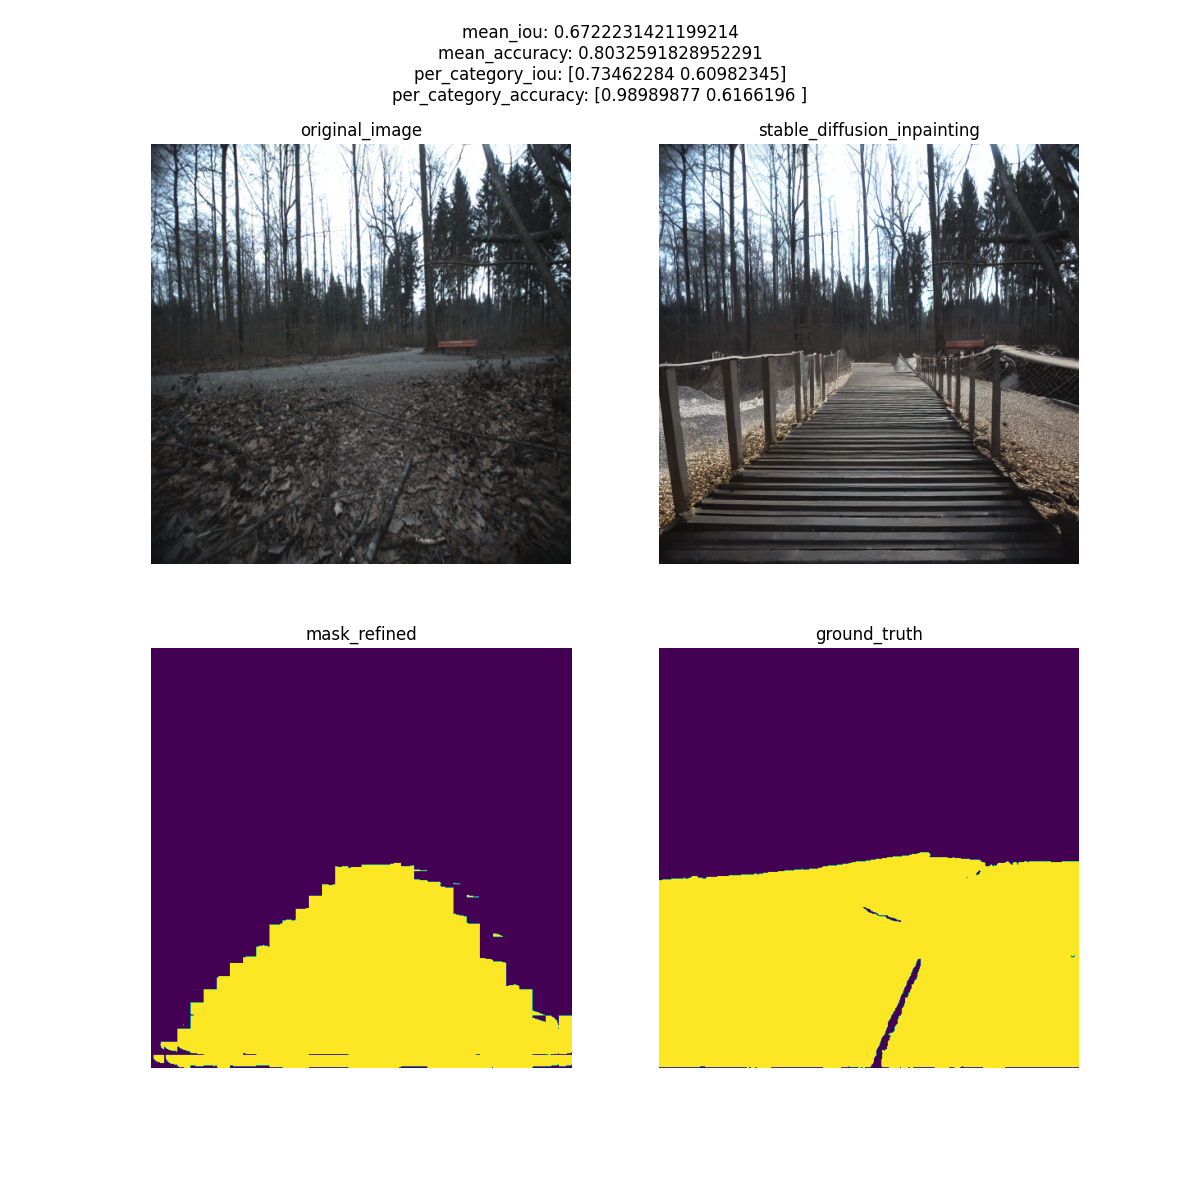 mean_iou: 0.6722231421199214
mean_accuracy: 0.8032591828952291
per_category_iou: [0.73462284 0.60982345]
per_category_accuracy: [0.98989877 0.6166196 ]
original_image
stable_diffusion_inpainting
mask_refined
ground_truth